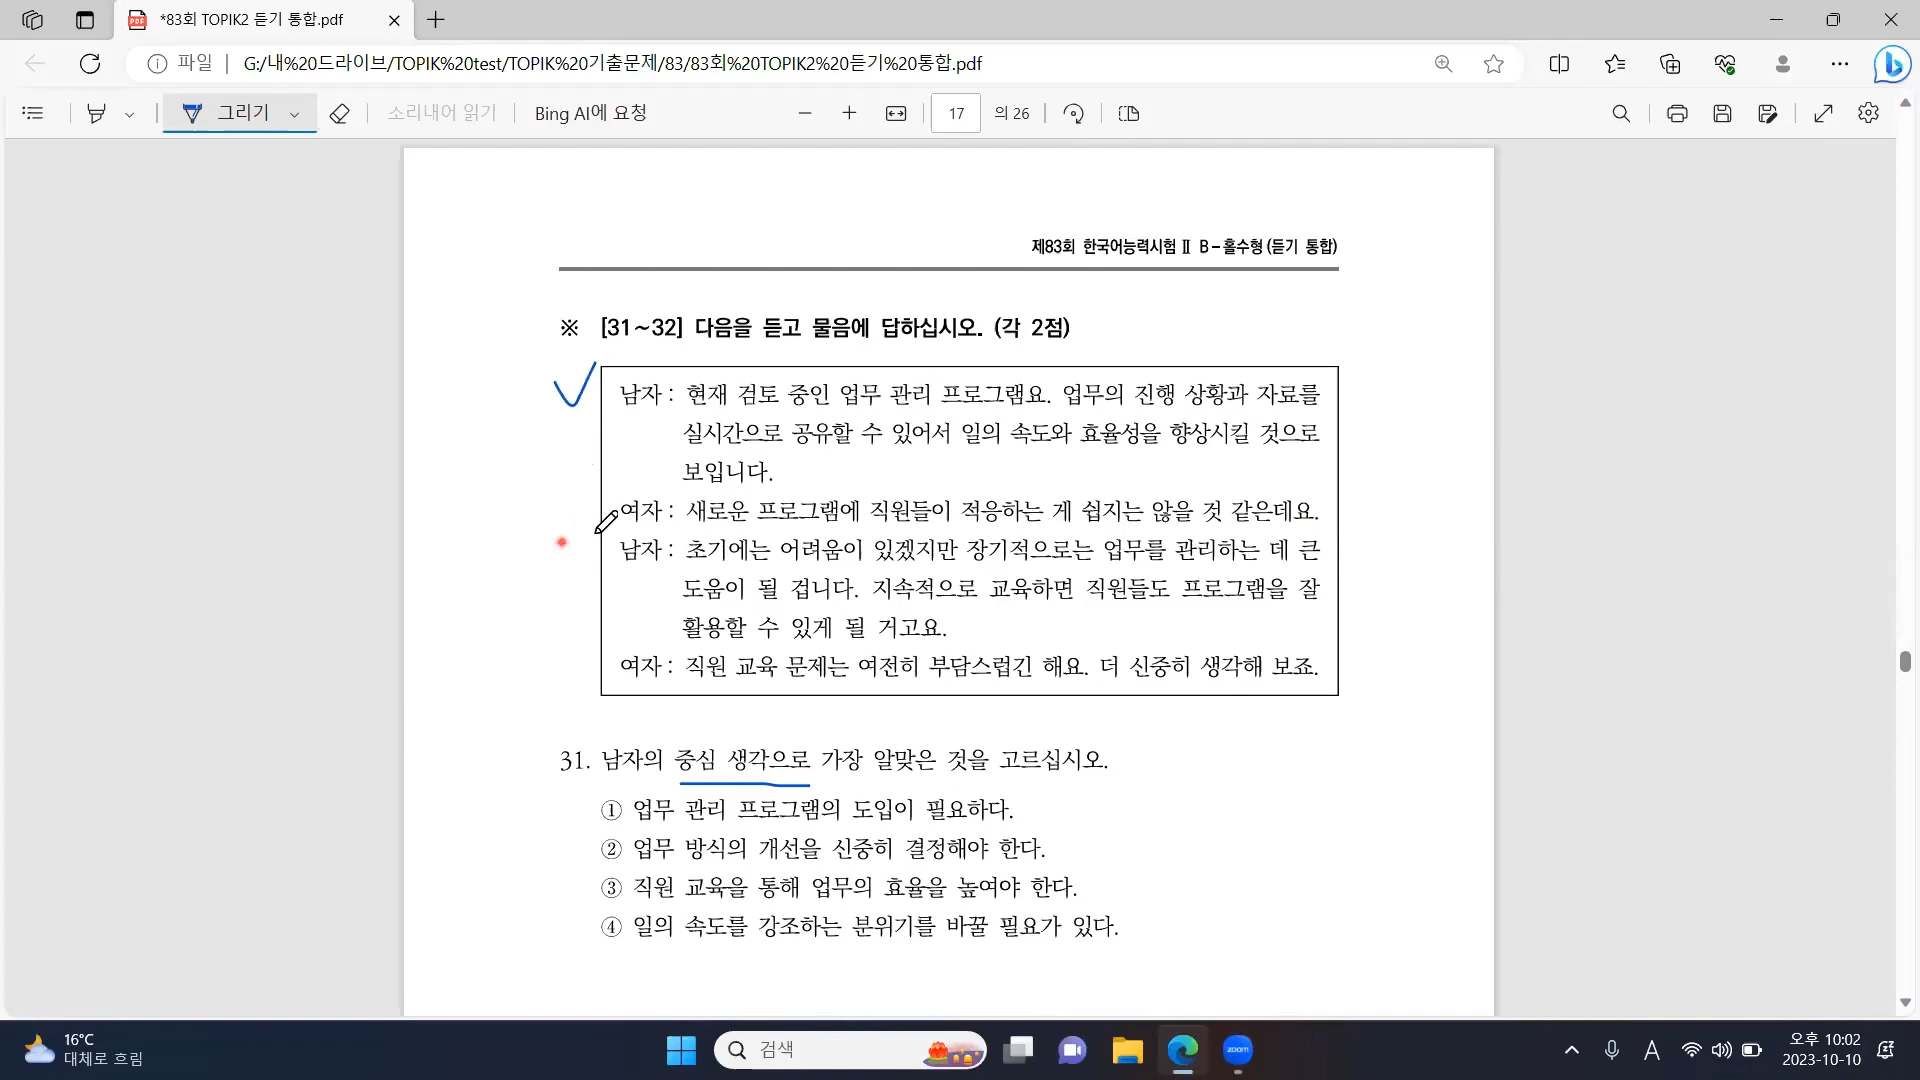 *83회 TOPIK2 듣기 통합.pdf
파일
G:/내%20드라이브/TOPIK%20test/TOPIK%20기출문제/83/83회%20TOPIK2%20듣기%20통합.pdf
그리기
소리내어 읽기
Bing AI에 요청
17
의 26
제83회 한국어능력시험 Ⅱ B-홀수형(듣기 통합)
※ [31~32] 다음을 듣고 물음에 답하십시오. (각 2점)
남자 : 현재 검토 중인 업무 관리 프로그램요. 업무의 진행 상황과 자료를
실시간으로 공유할 수 있어서 일의 속도와 효율성을 향상시킬 것으로
보입니다.
여자 : 새로운 프로그램에 직원들이 적응하는 게 쉽지는 않을 것 같은데요.
남자 : 초기에는 어려움이 있겠지만 장기적으로는 업무를 관리하는 데 큰
도움이 될 겁니다. 지속적으로 교육하면 직원들도 프로그램을 잘
활용할 수 있게 될 거고요.
여자 : 직원 교육 문제는 여전히 부담스럽긴 해요. 더 신중히 생각해 보죠.
31. 남자의 중심 생각으로 가장 알맞은 것을 고르십시오.
① 업무 관리 프로그램의 도입이 필요하다.
② 업무 방식의 개선을 신중히 결정해야 한다.
③ 직원 교육을 통해 업무의 효율을 높여야 한다.
④ 일의 속도를 강조하는 분위기를 바꿀 필요가 있다.
16°C
대체로 흐림
검색
zoom
A
오후 10:02
2023-10-10